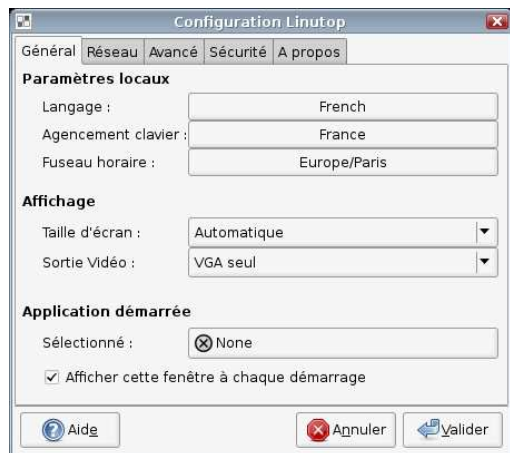 Configuration Linutop
Général Réseau Avancé Sécurité A propos
Paramètres locaux
Langage : French
Agencement clavier : France
Fuseau horaire : Europe/Paris
Affichage
Taille d'écran : Automatique
Sortie Vidéo : VGA seul
Application démarrée
Sélectionné : None
Afficher cette fenêtre à chaque démarrage
Aide Annuler Valider